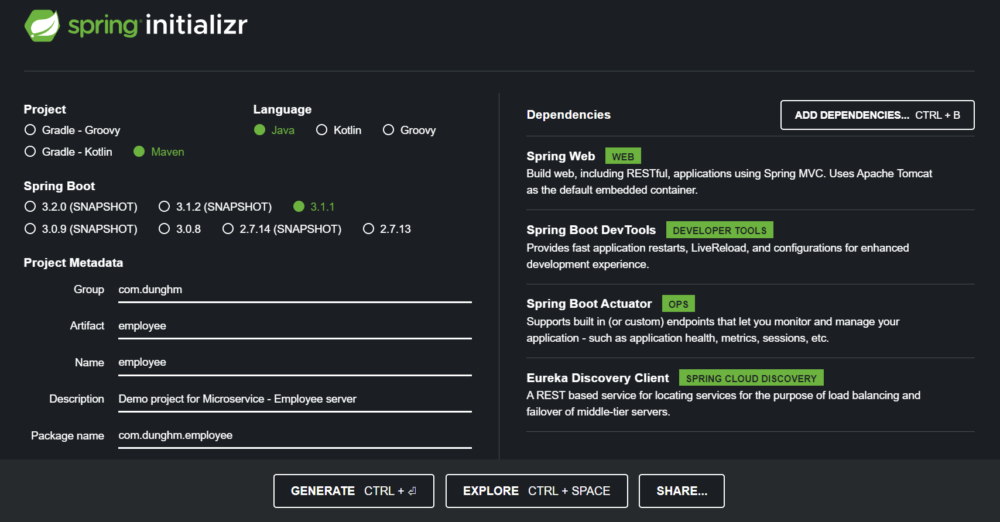 spring initializr
Project
Gradle - Groovy
Gradle - Kotlin Maven
Language
Java Kotlin Groovy
Spring Boot
3.2.0 (SNAPSHOT) 3.1.2 (SNAPSHOT) 3.1.1
3.0.9 (SNAPSHOT) 3.0.8 2.7.14 (SNAPSHOT) 2.7.13
Project Metadata
Group com.dunghm
Artifact employee
Name employee
Description Demo project for Microservice - Employee server
Package name com.dunghm.employee
Dependencies ADD DEPENDENCIES... CTRL + B
Spring Web WEB
Build web, including RESTful, applications using Spring MVC. Uses Apache Tomcat
as the default embedded container.
Spring Boot DevTools DEVELOPER TOOLS
Provides fast application restarts, LiveReload, and configurations for enhanced
development experience.
Spring Boot Actuator OPS
Supports built in (or custom) endpoints that let you monitor and manage your
application - such as application health, metrics, sessions, etc.
Eureka Discovery Client SPRING CLOUD DISCOVERY
A REST based service for locating services for the purpose of load balancing and
failover of middle-tier servers.
GENERATE CTRL + ⏎ EXPLORE CTRL + SPACE SHARE...